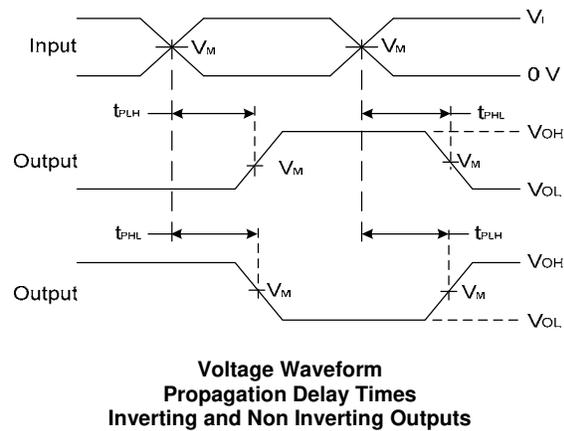 VI
Input VM VM
0 V
tPLH tPHL
VOH
Output VM VM
VOL
tPHL tPLH
VOH
Output VM VM
VOL
Voltage Waveform
Propagation Delay Times
Inverting and Non Inverting Outputs